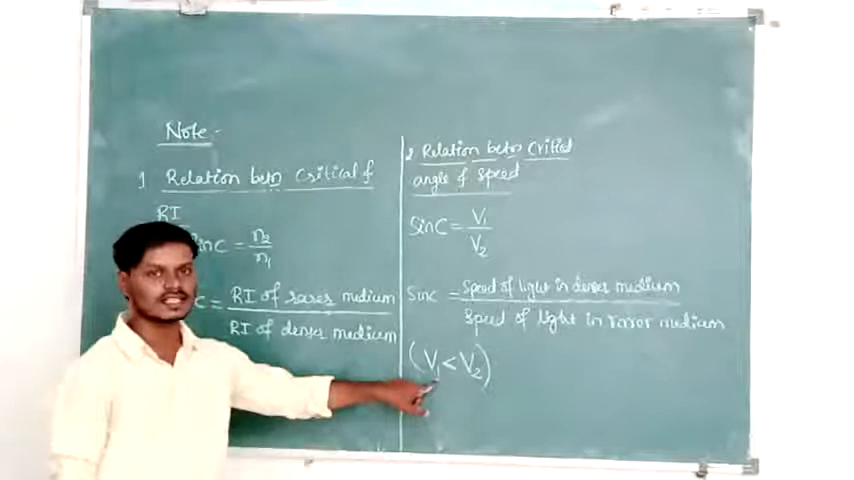 Note:-
1 Relation betn Critical &
RI
sinc = n2/n1
c = RI of rarer medium / RI of denser medium
2 Relation betn Critical
angle & Speed
Sinc = V1/V2
Sinc = Speed of light in denser medium / Speed of light in rarer medium
(V1 < V2)